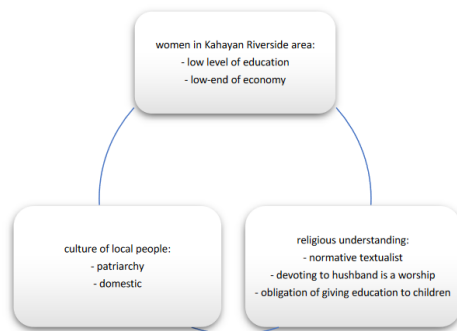 women in Kahayan Riverside area:
- low level of education
- low-end of economy
culture of local people:
- patriarchy
- domestic
religious understanding:
- normative textualist
- devoting to hushband is a worship
- obligation of giving education to children